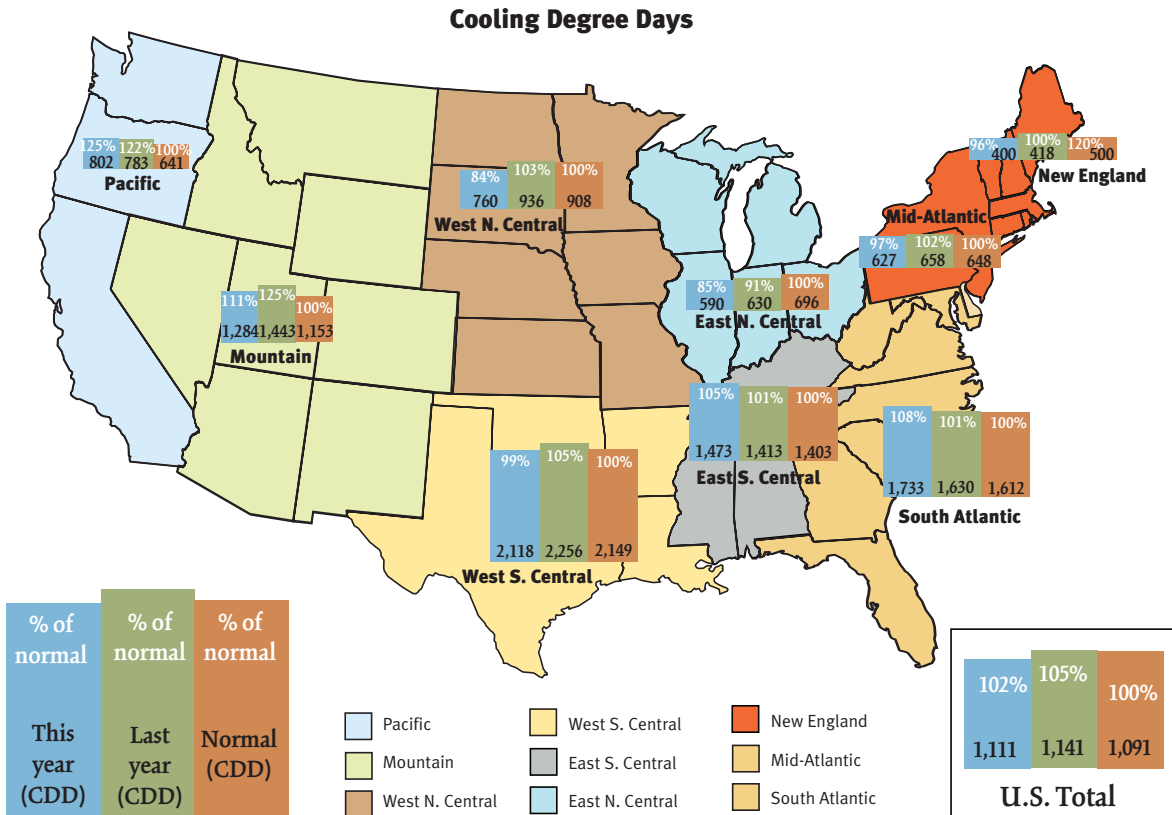 Cooling Degree Days
125% 122% 100%
802 783 641
Pacific
84% 103% 100%
760 936 908
West N. Central
96% 100% 120%
400 418 500
New England
Mid-Atlantic
97% 102% 100%
627 658 648
85% 91% 100%
590 630 696
East N. Central
111% 125% 100%
1,284 1,443 1,153
Mountain
105% 101% 100%
1,473 1,413 1,403
East S. Central
108% 101% 100%
1,733 1,630 1,612
South Atlantic
99% 105% 100%
2,118 2,256 2,149
West S. Central
% of
normal
This
year
(CDD)
% of
normal
Last
year
(CDD)
% of
normal
Normal
(CDD)
Pacific
Mountain
West N. Central
West S. Central
East S. Central
East N. Central
New England
Mid-Atlantic
South Atlantic
102% 105% 100%
1,111 1,141 1,091
U.S. Total